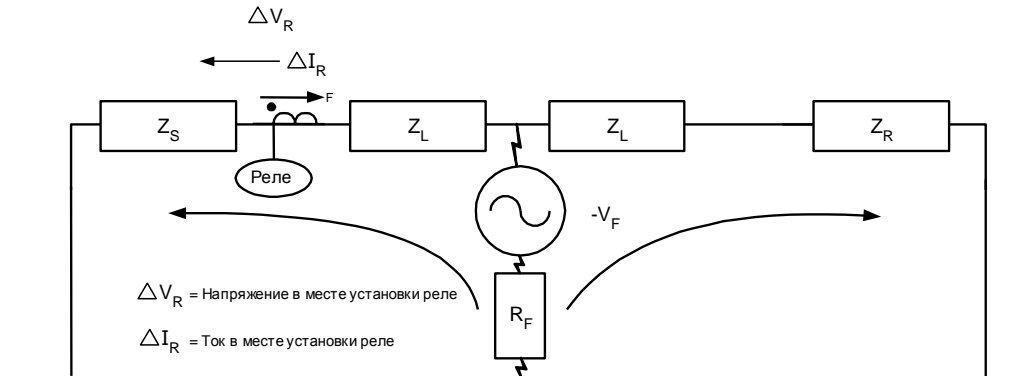 △V_R
△I_R
F
Z_S
Z_L
Z_L
Z_R
Реле
-V_F
△V_R = Напряжение в месте установки реле
R_F
△I_R = Ток в месте установки реле